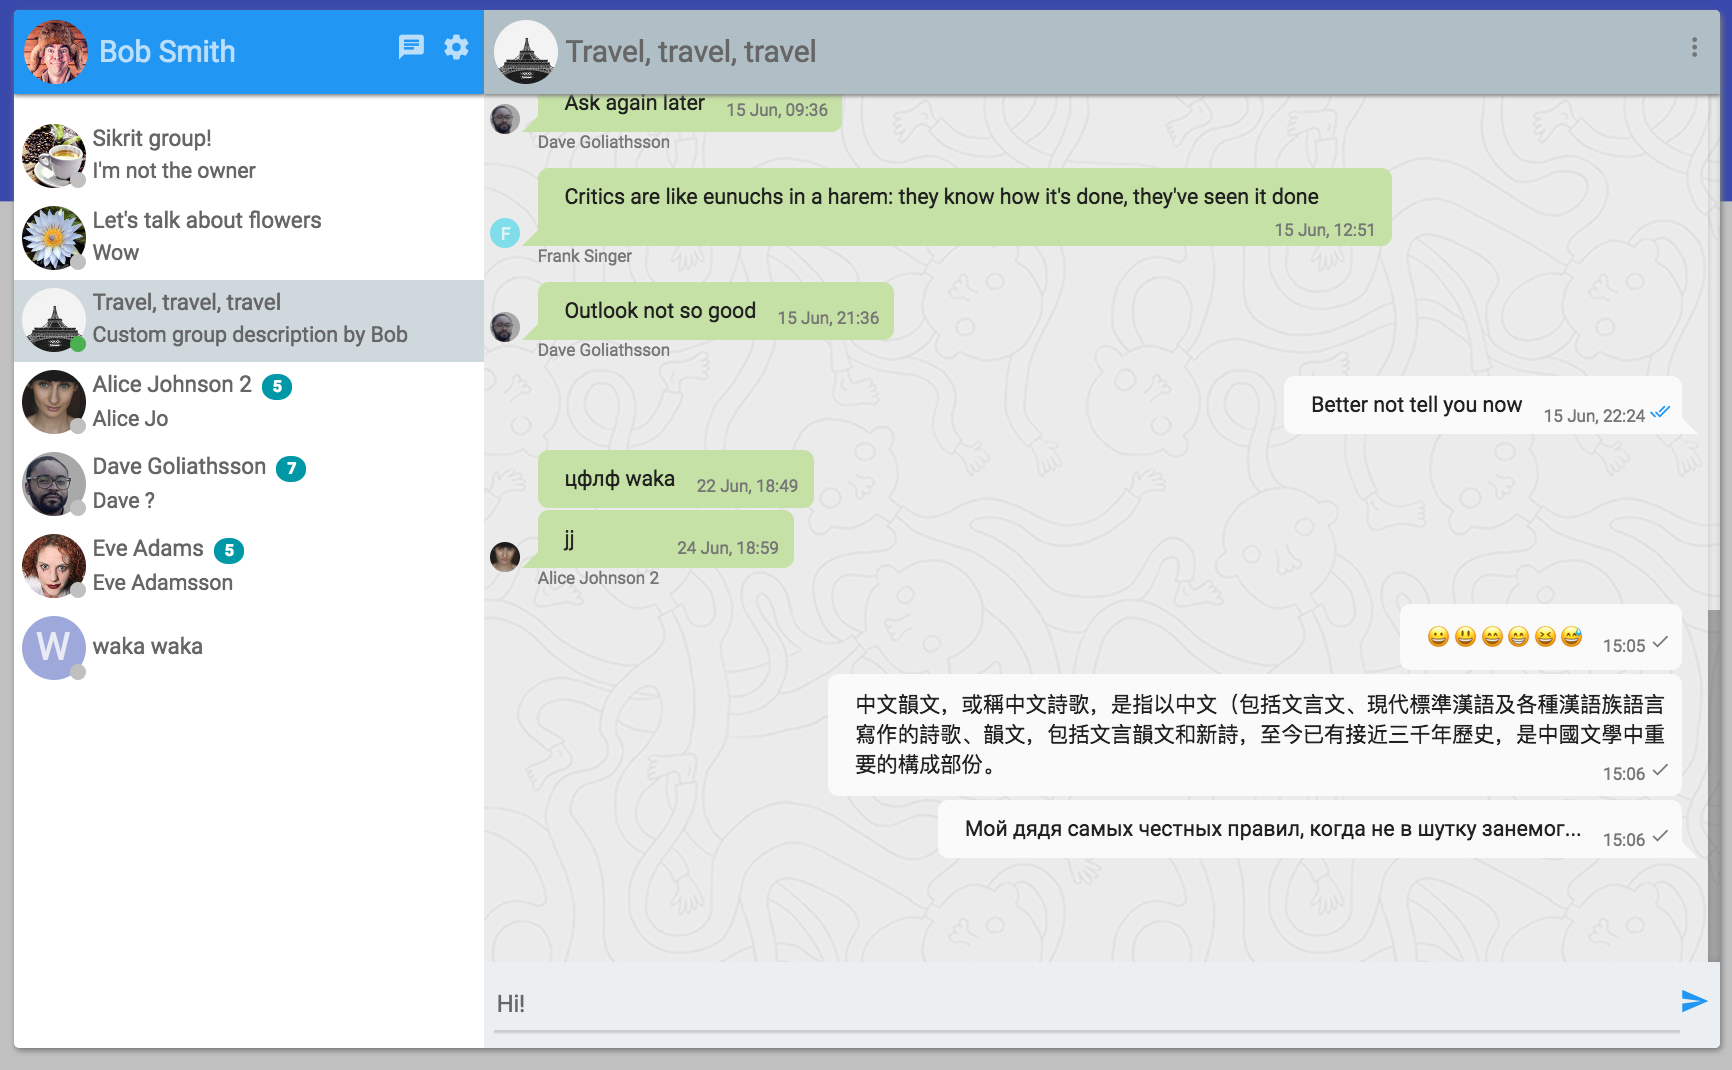 Bob Smith
Sikrit group!
I'm not the owner
Let's talk about flowers
Wow
Travel, travel, travel
Custom group description by Bob
Alice Johnson 2 5
Alice Jo
Dave Goliathsson 7
Dave ?
Eve Adams 5
Eve Adamsson
W
waka waka
Travel, travel, travel
Ask again later 15 Jun, 09:36
Dave Goliathsson
Critics are like eunuchs in a harem: they know how it's done, they've seen it done
15 Jun, 12:51
F
Frank Singer
Outlook not so good 15 Jun, 21:36
Dave Goliathsson
Better not tell you now 15 Jun, 22:24
цфлф waka 22 Jun, 18:49
jj 24 Jun, 18:59
Alice Johnson 2
😀😃😄😁😆😅 15:05
中文韻文，或稱中文詩歌，是指以中文（包括文言文、現代標準漢語及各種漢語族語言
寫作的詩歌、韻文，包括文言韻文和新詩，至今已有接近三千年歷史，是中國文學中重
要的構成部份。
15:06
Мой дядя самых честных правил, когда не в шутку занемог... 15:06
Hi!